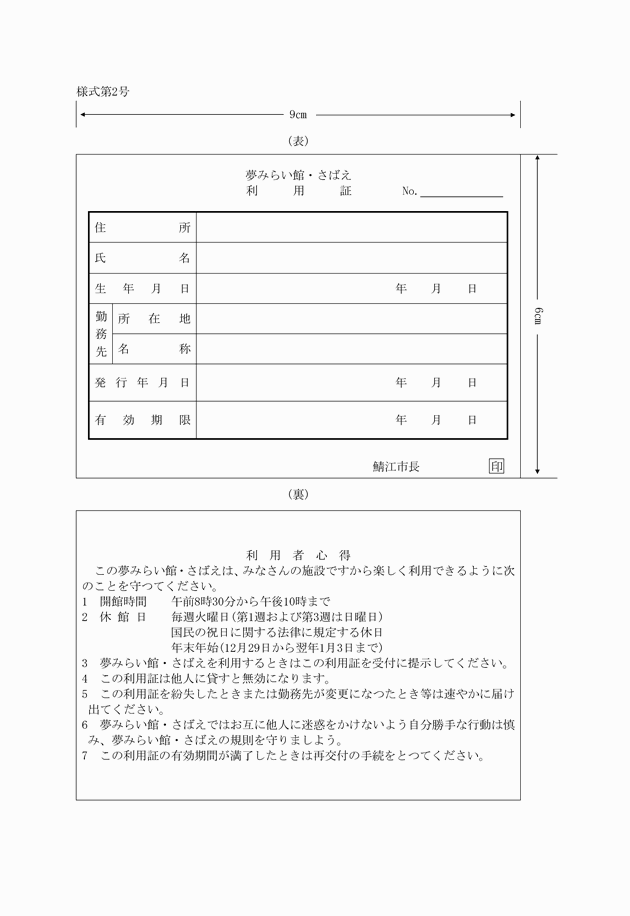 様式第2号
9cm
(表)
夢みらい館・さばえ
利用証 No.
住所
氏名
生年月日 年 月 日
勤務先 所在地
名称
発行年月日 年 月 日
有効期限 年 月 日
鯖江市長 印
6cm
(裏)
利用者心得
この夢みらい館・さばえは、みなさんの施設ですから楽しく利用できるように次
のことを守つてください。
1 開館時間 午前8時30分から午後10時まで
2 休館日 毎週火曜日(第1週および第3週は日曜日)
国民の祝日に関する法律に規定する休日
年末年始(12月29日から翌年1月3日まで)
3 夢みらい館・さばえを利用するときはこの利用証を受付に提示してください。
4 この利用証は他人に貸すと無効になります。
5 この利用証を紛失したときまたは勤務先が変更になつたとき等は速やかに届け
出てください。
6 夢みらい館・さばえではお互に他人に迷惑をかけないよう自分勝手な行動は慎
み、夢みらい館・さばえの規則を守りましよう。
7 この利用証の有効期間が満了したときは再交付の手続をとつてください。